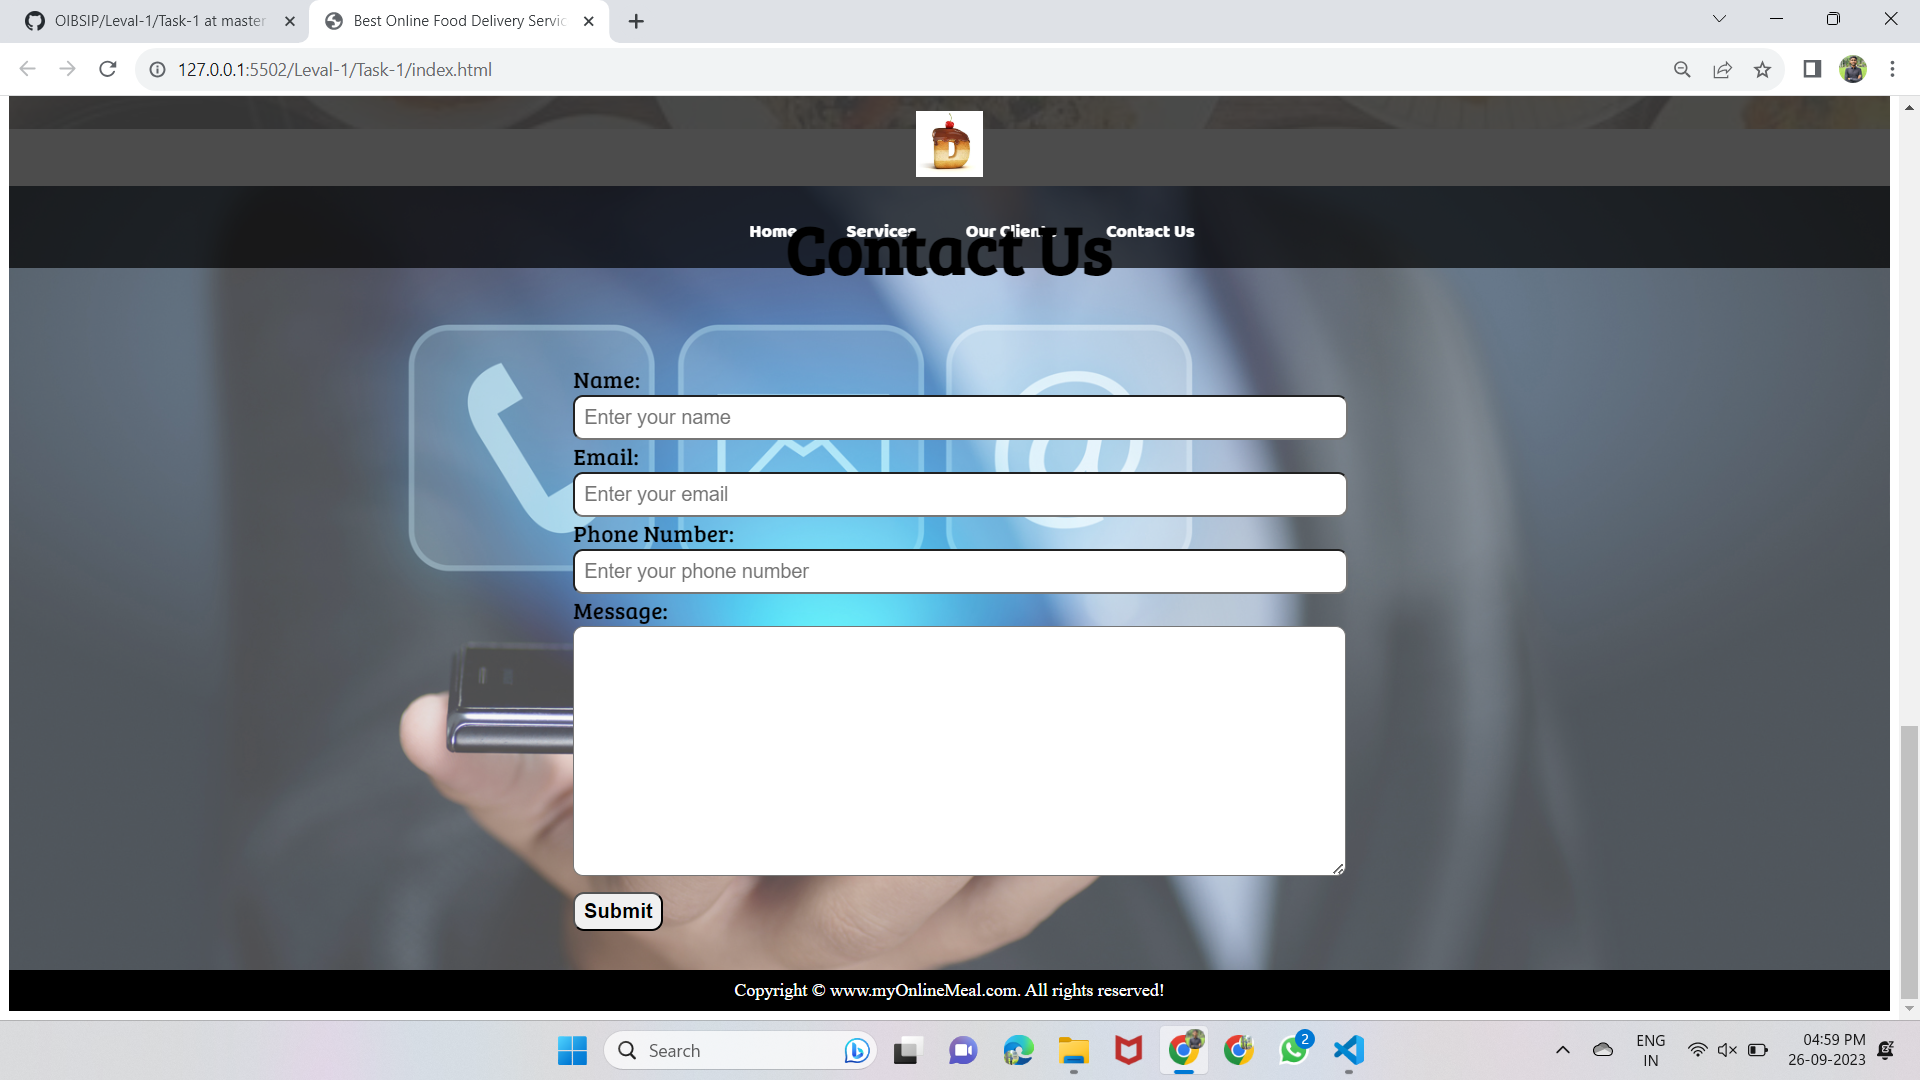 OIBSIP/Leval-1/Task-1 at master
Best Online Food Delivery Servic
127.0.0.1:5502/Leval-1/Task-1/index.html
D
Home Services Our Clients Contact Us
Contact Us
@
Name:
Enter your name
Email:
Enter your email
Phone Number:
Enter your phone number
Message:
Submit
Copyright © www.myOnlineMeal.com. All rights reserved!
Search
2
ENG
IN
04:59 PM
26-09-2023